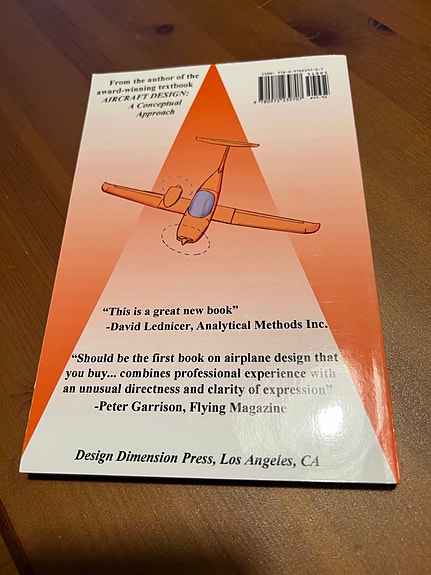 From the author of the
award-winning textbook
AIRCRAFT DESIGN:
A Conceptual
Approach
"This is a great new book"
-David Lednicer, Analytical Methods Inc.
"Should be the first book on airplane design that
you buy... combines professional experience with
an unusual directness and clarity of expression"
-Peter Garrison, Flying Magazine
Design Dimension Press, Los Angeles, CA